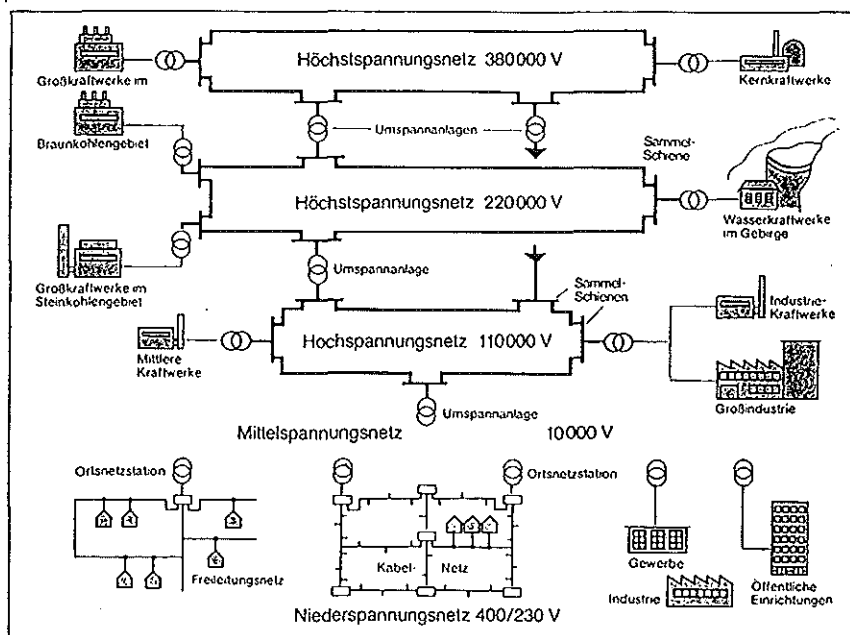 Höchstspannungsnetz 380000 V
Großkraftwerke im
Kernkraftwerke
Umspannanlagen
Braunkohlengebiet
Sammel-
Schiene
Höchstspannungsnetz 220000 V
Wasserkraftwerke
im Gebirge
Großkraftwerke im
Steinkohlengebiet
Umspannanlage
Sammel-
Schienen
Industrie-
Kraftwerke
Hochspannungsnetz 110000 V
Mittlere
Kraftwerke
Großindustrie
Umspannanlage
Mittelspannungsnetz 10000 V
Ortsnetzstation
Ortsnetzstation
Freileitungsnetz
Kabel- Netz
Gewerbe
Industrie
Öffentliche
Einrichtungen
Niederspannungsnetz 400/230 V